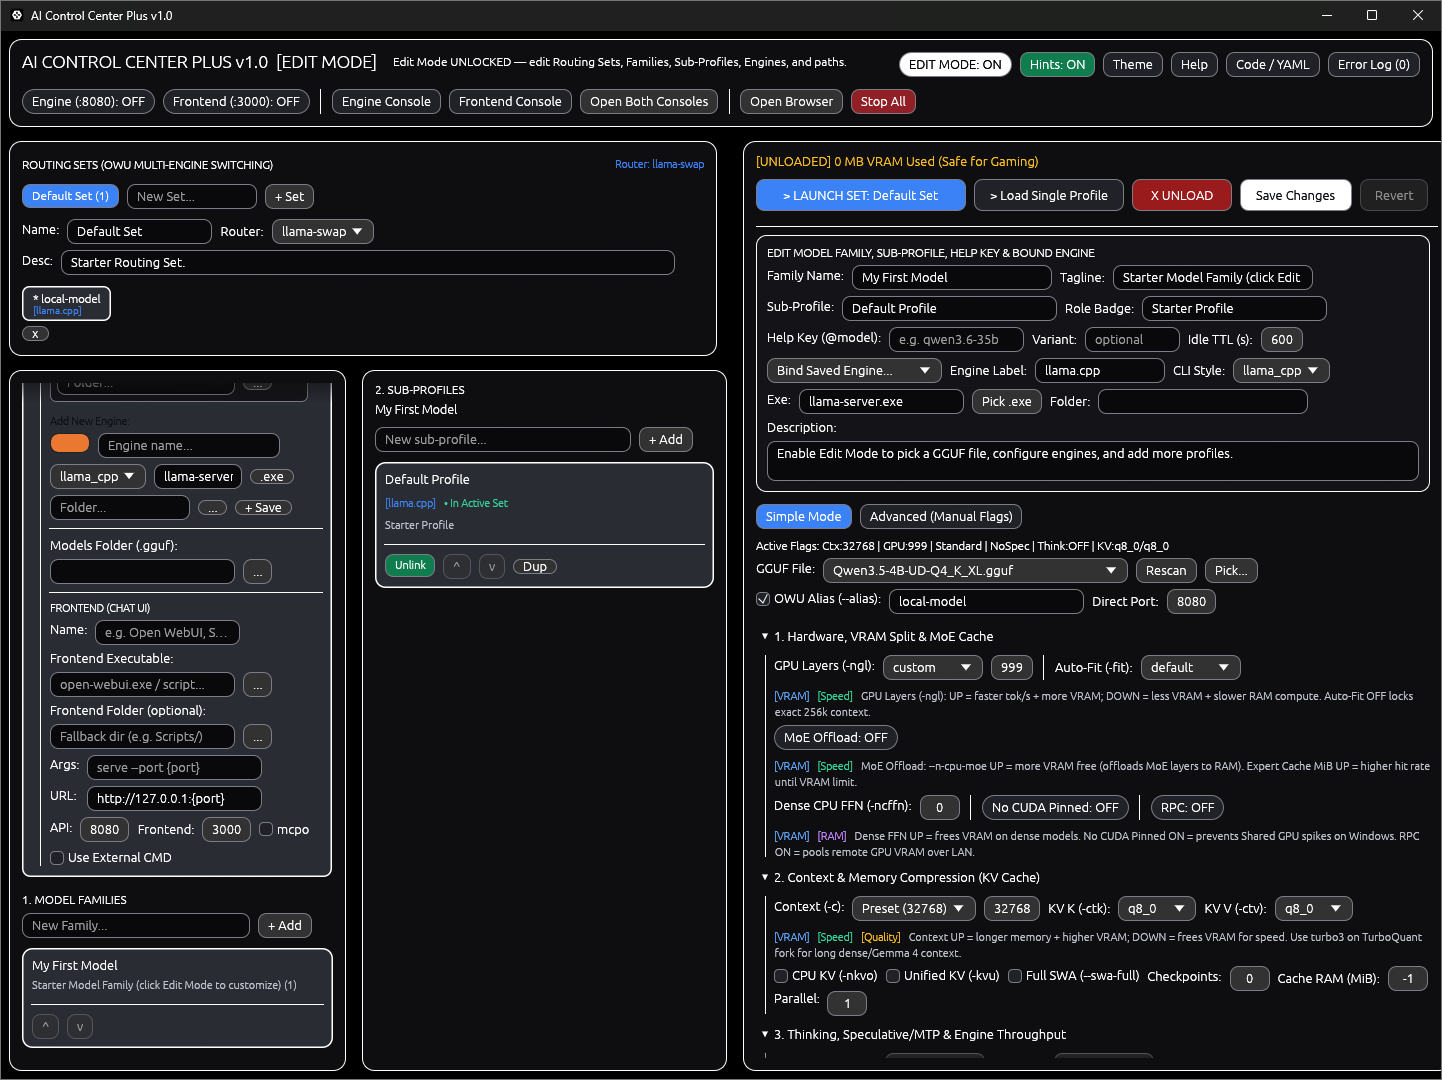 AI Control Center Plus v1.0
AI CONTROL CENTER PLUS v1.0 [EDIT MODE] Edit Mode UNLOCKED — edit Routing Sets, Families, Sub-Profiles, Engines, and paths.
EDIT MODE: ON Hints: ON Theme Help Code / YAML Error Log (0)
Engine (:8080): OFF Frontend (:3000): OFF Engine Console Frontend Console Open Both Consoles Open Browser Stop All
ROUTING SETS (OWU MULTI-ENGINE SWITCHING) Router: llama-swap
Default Set (1) New Set... + Set
Name: Default Set Router: llama-swap ▼
Desc: Starter Routing Set.
* local-model
[llama.cpp]
x
Folder... ...
Add New Engine:
Engine name...
llama_cpp ▼ llama-server .exe
Folder... ... + Save
Models Folder (.gguf):
...
FRONTEND (CHAT UI)
Name: e.g. Open WebUI, S...
Frontend Executable:
open-webui.exe / script... ...
Frontend Folder (optional):
Fallback dir (e.g. Scripts/) ...
Args: serve --port {port}
URL: http://127.0.0.1:{port}
API: 8080 Frontend: 3000 mcpo
Use External CMD
1. MODEL FAMILIES
New Family... + Add
My First Model
Starter Model Family (click Edit Mode to customize) (1)
^ v
2. SUB-PROFILES
My First Model
New sub-profile... + Add
Default Profile
[llama.cpp] • In Active Set
Starter Profile
Unlink ^ v Dup
[UNLOADED] 0 MB VRAM Used (Safe for Gaming)
> LAUNCH SET: Default Set > Load Single Profile X UNLOAD Save Changes Revert
EDIT MODEL FAMILY, SUB-PROFILE, HELP KEY & BOUND ENGINE
Family Name: My First Model Tagline: Starter Model Family (click Edit
Sub-Profile: Default Profile Role Badge: Starter Profile
Help Key (@model): e.g. qwen3.6-35b Variant: optional Idle TTL (s): 600
Bind Saved Engine... ▼ Engine Label: llama.cpp CLI Style: llama_cpp ▼
Exe: llama-server.exe Pick .exe Folder:
Description:
Enable Edit Mode to pick a GGUF file, configure engines, and add more profiles.
Simple Mode Advanced (Manual Flags)
Active Flags: Ctx:32768 | GPU:999 | Standard | NoSpec | Think:OFF | KV:q8_0/q8_0
GGUF File: Qwen3.5-4B-UD-Q4_K_XL.gguf ▼ Rescan Pick...
OWU Alias (--alias): local-model Direct Port: 8080
▼ 1. Hardware, VRAM Split & MoE Cache
GPU Layers (-ngl): custom ▼ 999 Auto-Fit (-fit): default ▼
[VRAM] [Speed] GPU Layers (-ngl): UP = faster tok/s + more VRAM; DOWN = less VRAM + slower RAM compute. Auto-Fit OFF locks
exact 256k context.
MoE Offload: OFF
[VRAM] [Speed] MoE Offload: --n-cpu-moe UP = more VRAM free (offloads MoE layers to RAM). Expert Cache MiB UP = higher hit rate
until VRAM limit.
Dense CPU FFN (-ncffn): 0 No CUDA Pinned: OFF RPC: OFF
[VRAM] [RAM] Dense FFN UP = frees VRAM on dense models. No CUDA Pinned ON = prevents Shared GPU spikes on Windows. RPC
ON = pools remote GPU VRAM over LAN.
▼ 2. Context & Memory Compression (KV Cache)
Context (-c): Preset (32768) ▼ 32768 KV K (-ctk): q8_0 ▼ KV V (-ctv): q8_0 ▼
[VRAM] [Speed] [Quality] Context UP = longer memory + higher VRAM; DOWN = frees VRAM for speed. Use turbo3 on TurboQuant
fork for long dense/Gemma 4 context.
CPU KV (-nkvo) Unified KV (-kvu) Full SWA (--swa-full) Checkpoints: 0 Cache RAM (MiB): -1
Parallel: 1
▼ 3. Thinking, Speculative/MTP & Engine Throughput